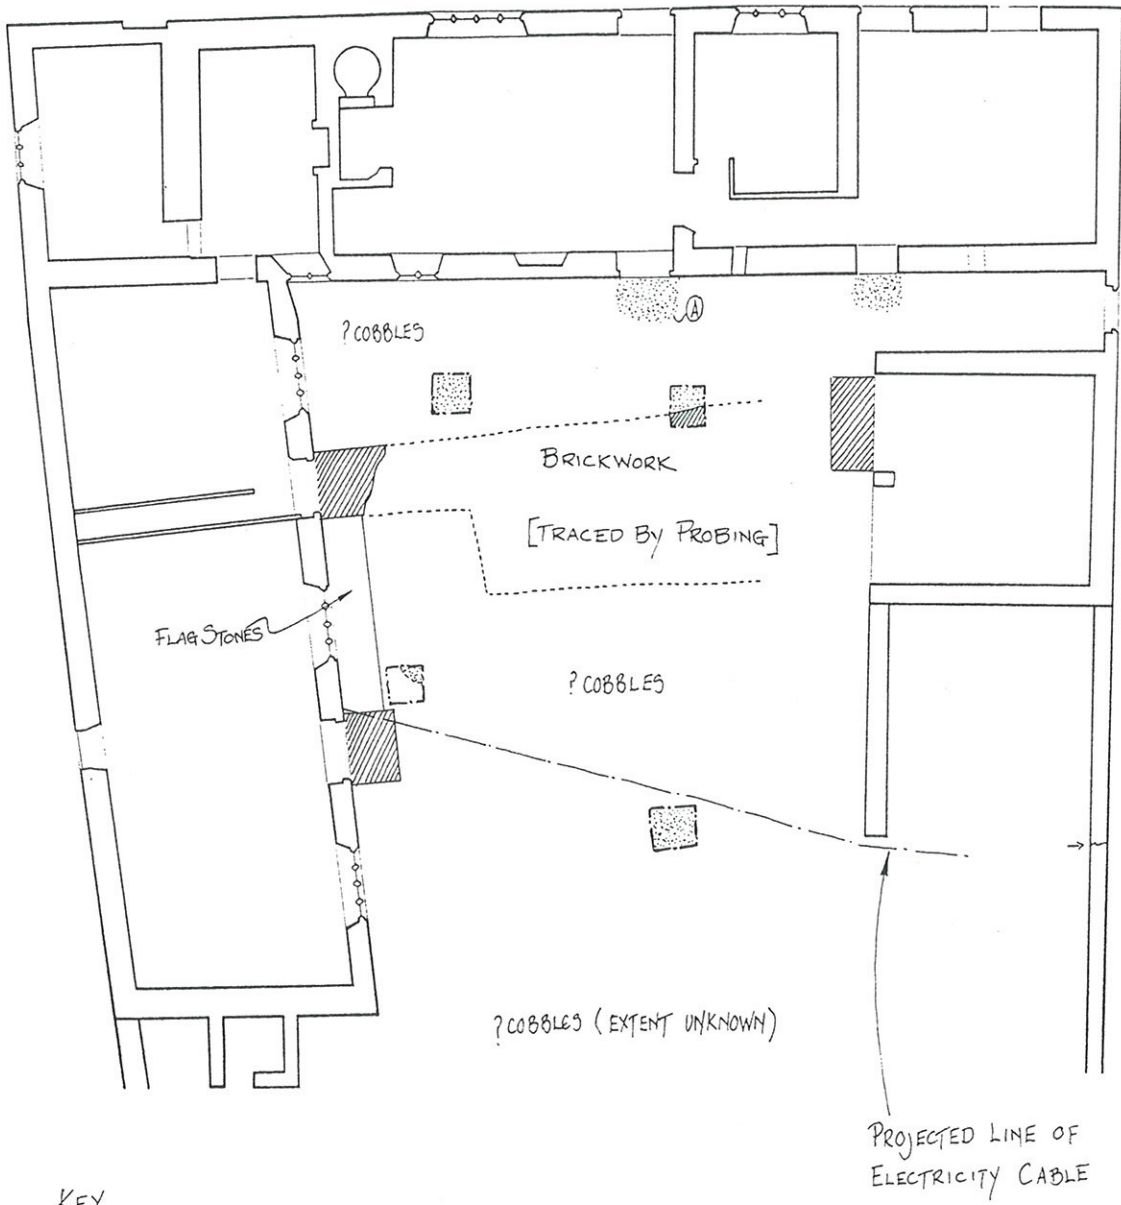 ? COBBLES
Ⓐ
BRICKWORK
[TRACED BY PROBING]
FLAG STONES
? COBBLES
? COBBLES (EXTENT UNKNOWN)
PROJECTED LINE OF
ELECTRICITY CABLE
KEY